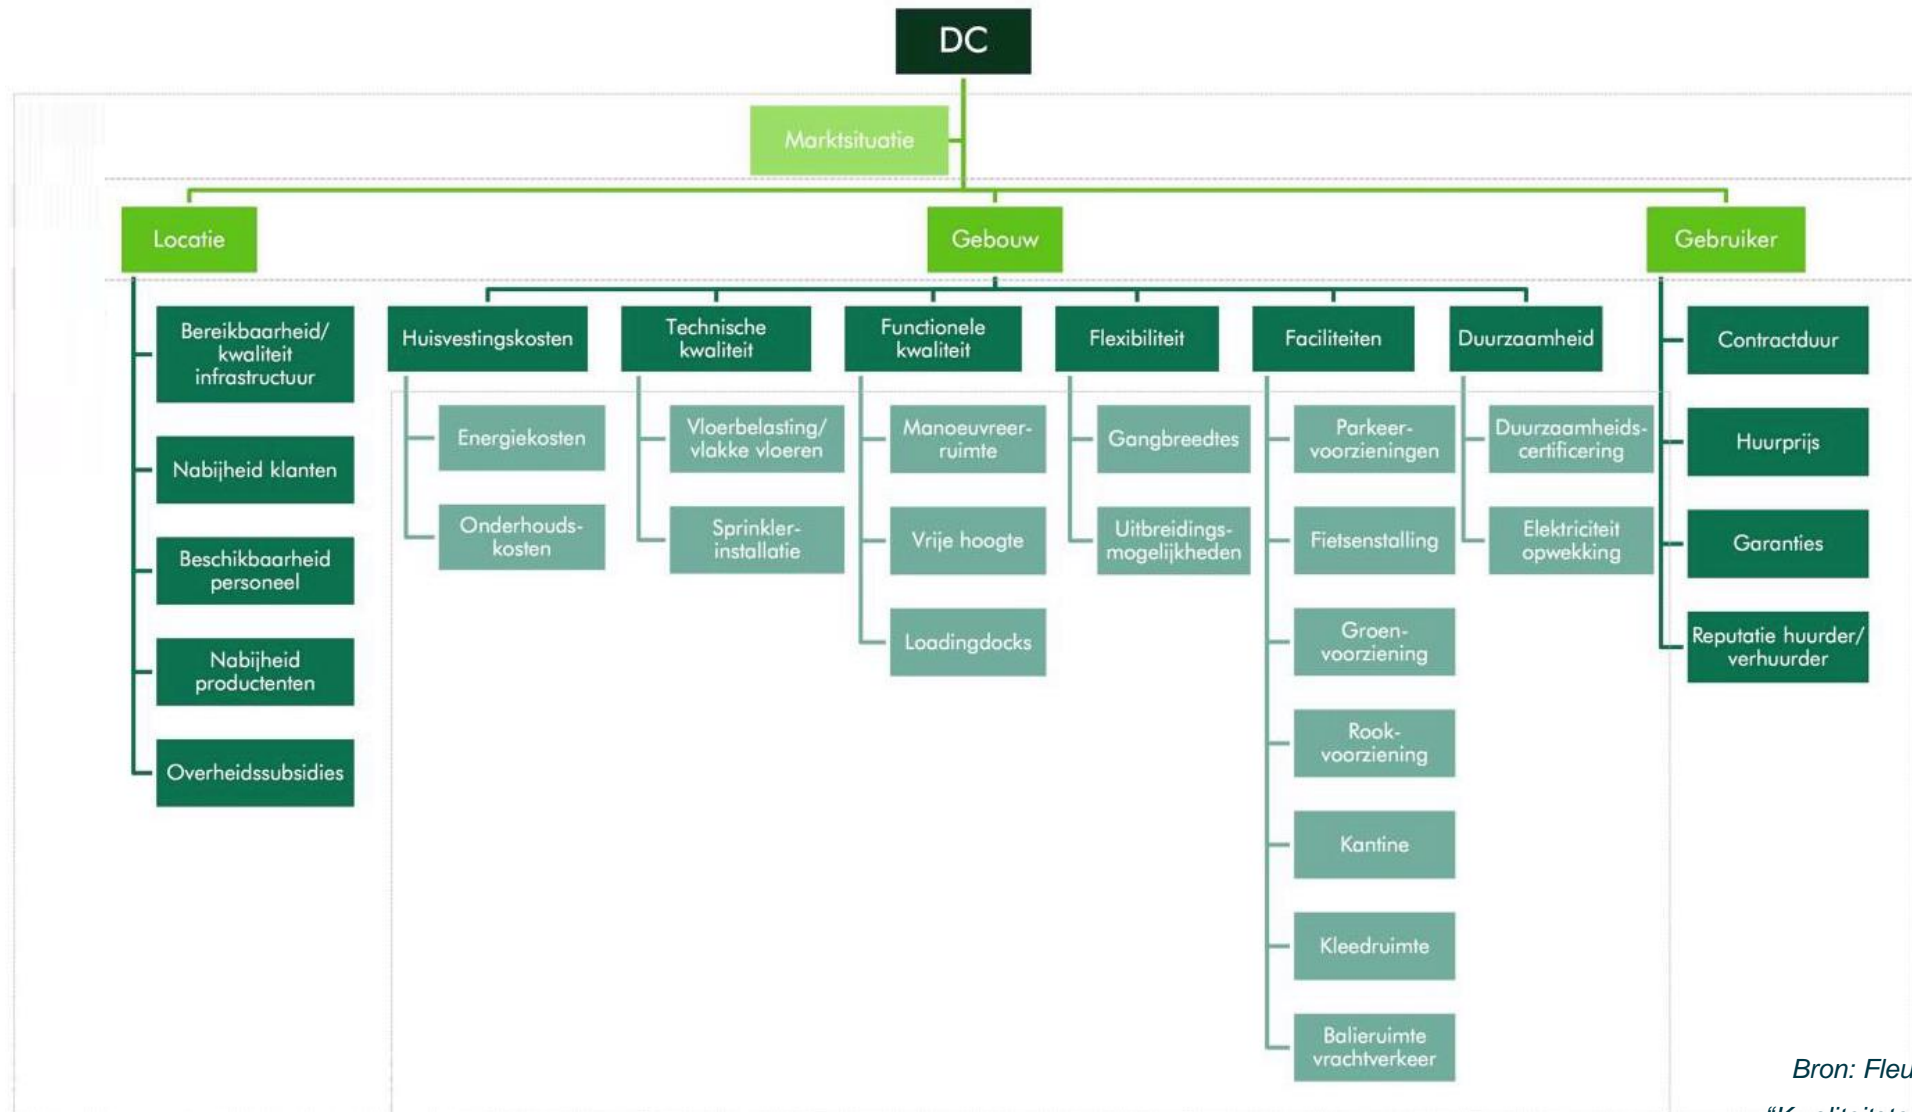 DC
Marktsituatie
Locatie
Gebouw
Gebruiker
Bereikbaarheid/
kwaliteit
infrastructuur
Nabijheid klanten
Beschikbaarheid
personeel
Nabijheid
productenten
Overheidssubsidies
Huisvestingskosten
Energiekosten
Onderhouds-
kosten
Technische
kwaliteit
Vloerbelasting/
vlakke vloeren
Sprinkler-
installatie
Functionele
kwaliteit
Manoeuvreer-
ruimte
Vrije hoogte
Loadingdocks
Flexibiliteit
Gangbreedtes
Uitbreidings-
mogelijkheden
Faciliteiten
Parkeer-
voorzieningen
Fietsenstalling
Groen-
voorziening
Rook-
voorziening
Kantine
Kleedruimte
Balieruimte
vrachtverkeer
Duurzaamheid
Duurzaamheids-
certificering
Elektriciteit
opwekking
Contractduur
Huurprijs
Garanties
Reputatie huurder/
verhuurder
Bron: Fleu